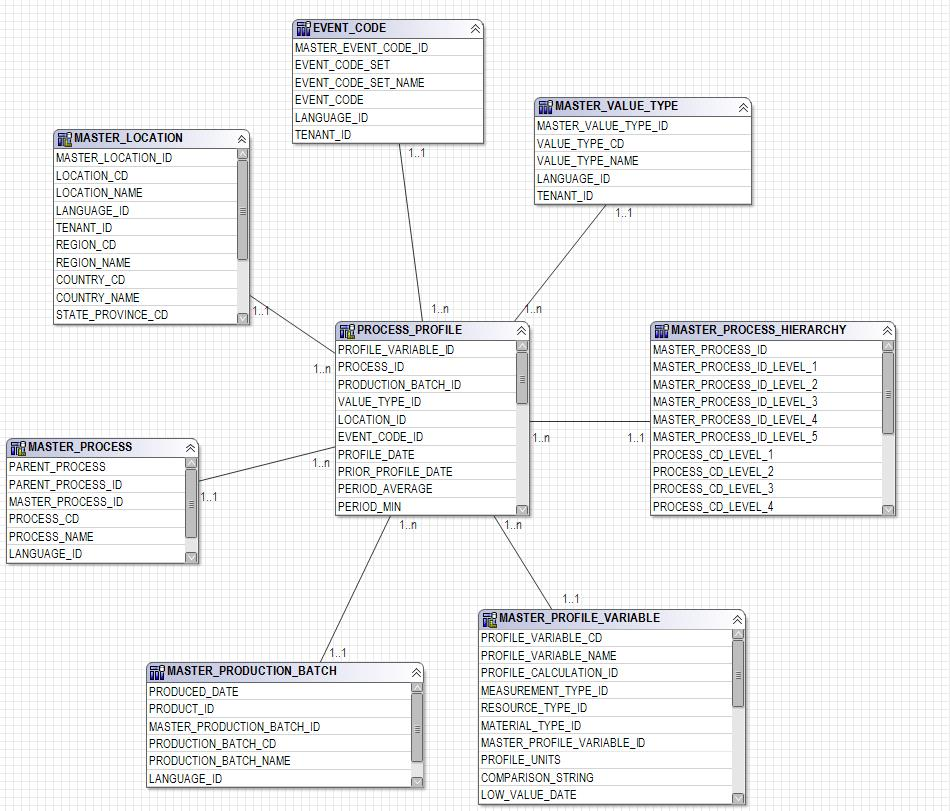 EVENT_CODE
MASTER_EVENT_CODE_ID
EVENT_CODE_SET
EVENT_CODE_SET_NAME
EVENT_CODE
LANGUAGE_ID
TENANT_ID
1..1
MASTER_VALUE_TYPE
MASTER_VALUE_TYPE_ID
VALUE_TYPE_CD
VALUE_TYPE_NAME
LANGUAGE_ID
TENANT_ID
1..1
MASTER_LOCATION
MASTER_LOCATION_ID
LOCATION_CD
LOCATION_NAME
LANGUAGE_ID
TENANT_ID
REGION_CD
REGION_NAME
COUNTRY_CD
COUNTRY_NAME
STATE_PROVINCE_CD
1..1
1..n
1..n
1..n
PROCESS_PROFILE
PROFILE_VARIABLE_ID
PROCESS_ID
PRODUCTION_BATCH_ID
VALUE_TYPE_ID
LOCATION_ID
EVENT_CODE_ID
PROFILE_DATE
PRIOR_PROFILE_DATE
PERIOD_AVERAGE
PERIOD_MIN
1..n
1..1
MASTER_PROCESS_HIERARCHY
MASTER_PROCESS_ID
MASTER_PROCESS_ID_LEVEL_1
MASTER_PROCESS_ID_LEVEL_2
MASTER_PROCESS_ID_LEVEL_3
MASTER_PROCESS_ID_LEVEL_4
MASTER_PROCESS_ID_LEVEL_5
PROCESS_CD_LEVEL_1
PROCESS_CD_LEVEL_2
PROCESS_CD_LEVEL_3
PROCESS_CD_LEVEL_4
MASTER_PROCESS
PARENT_PROCESS
PARENT_PROCESS_ID
MASTER_PROCESS_ID
PROCESS_CD
PROCESS_NAME
LANGUAGE_ID
1..1
1..n
1..n
1..n
1..1
1..1
MASTER_PRODUCTION_BATCH
PRODUCED_DATE
PRODUCT_ID
MASTER_PRODUCTION_BATCH_ID
PRODUCTION_BATCH_CD
PRODUCTION_BATCH_NAME
LANGUAGE_ID
MASTER_PROFILE_VARIABLE
PROFILE_VARIABLE_CD
PROFILE_VARIABLE_NAME
PROFILE_CALCULATION_ID
MEASUREMENT_TYPE_ID
RESOURCE_TYPE_ID
MATERIAL_TYPE_ID
MASTER_PROFILE_VARIABLE_ID
PROFILE_UNITS
COMPARISON_STRING
LOW_VALUE_DATE